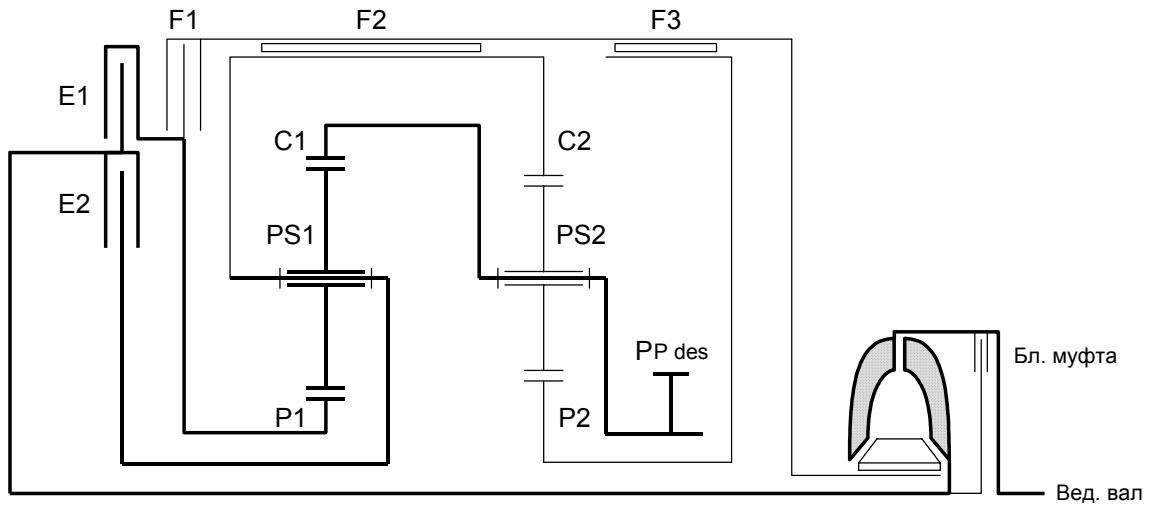 F1
F2
F3
E1
C1
C2
E2
PS1
PS2
PP des
Бл. муфта
P1
P2
Вед. вал